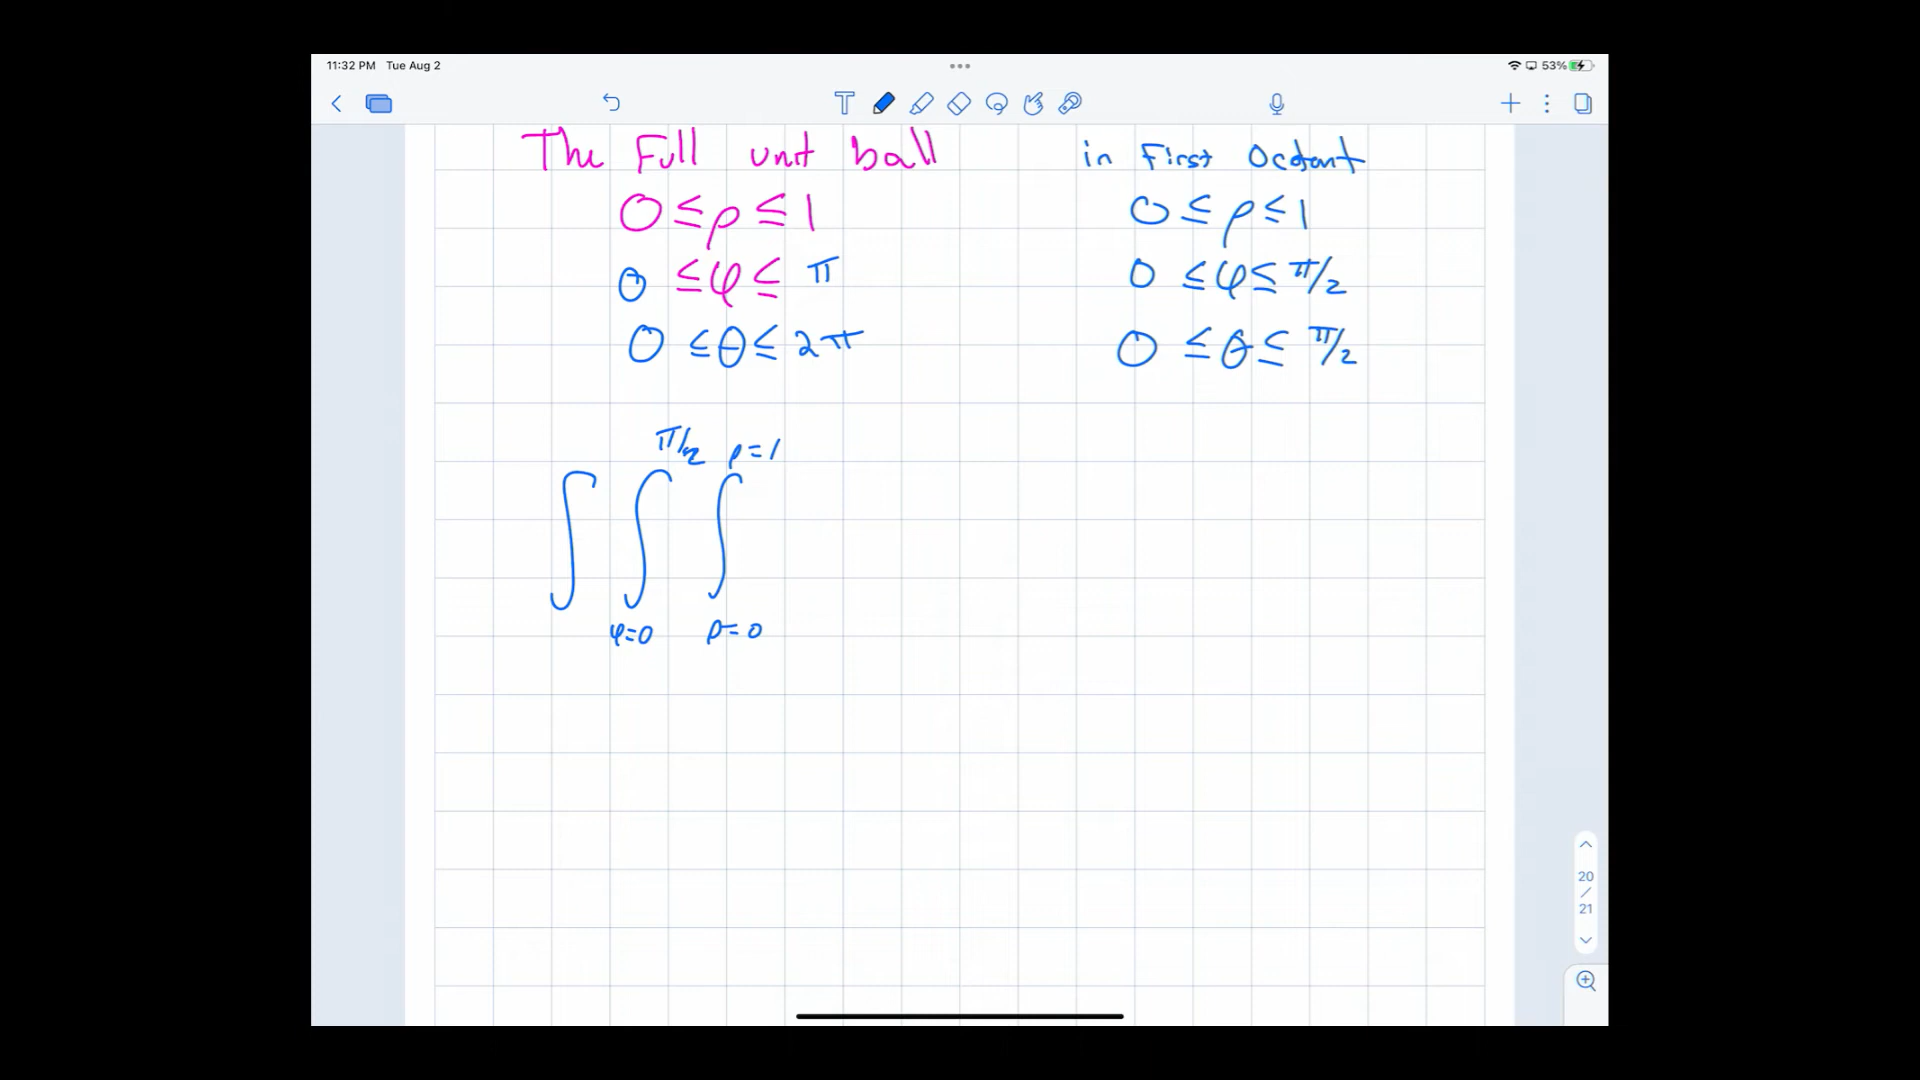 11:32 PM Tue Aug 2
53%
T
The Full unit ball
0 ≤ ρ ≤ 1
0 ≤ φ ≤ π
0 ≤ θ ≤ 2π
in First Octant
0 ≤ ρ ≤ 1
0 ≤ φ ≤ π/2
0 ≤ θ ≤ π/2
π/2 ρ=1
∫ ∫ ∫
φ=0 ρ=0
20
/
21